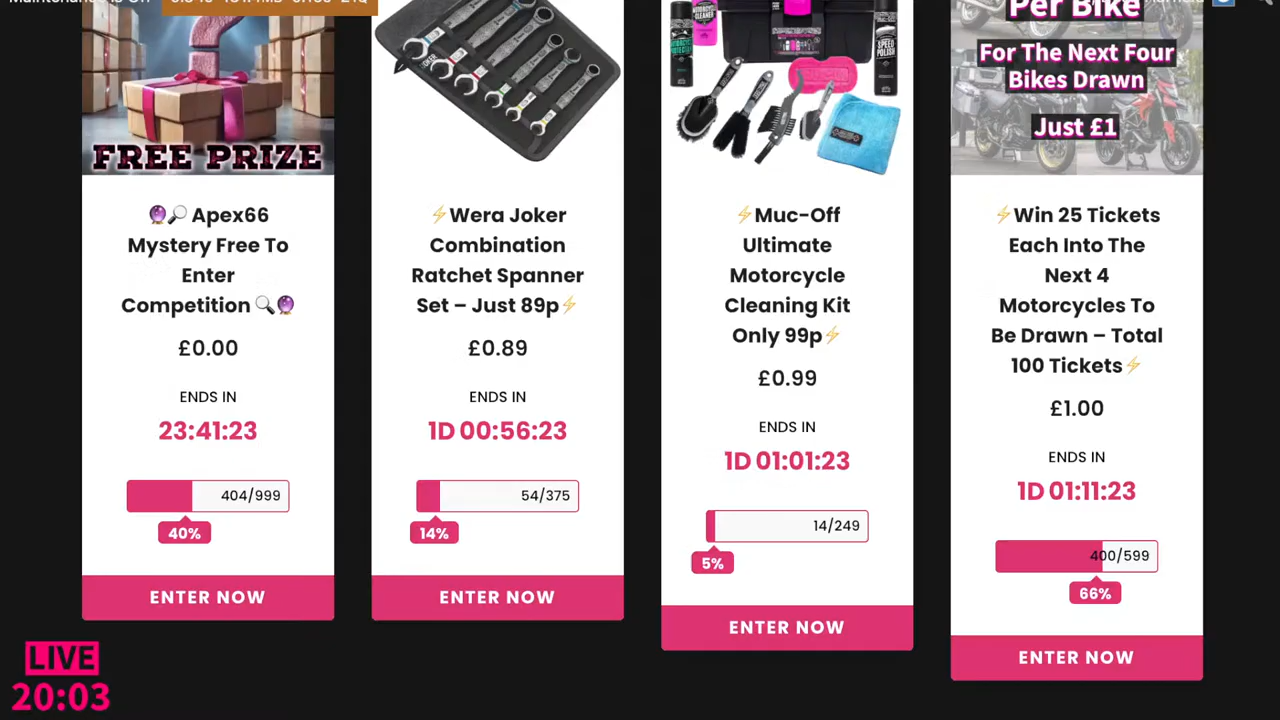 Maintenance Is Off
Per Bike
For The Next Four
Bikes Drawn
Just £1
FREE PRIZE
🔮🔎 Apex66
Mystery Free To
Enter
Competition 🔍🔮
£0.00
ENDS IN
23:41:23
404/999
40%
ENTER NOW
⚡Wera Joker
Combination
Ratchet Spanner
Set – Just 89p⚡
£0.89
ENDS IN
1D 00:56:23
54/375
14%
ENTER NOW
⚡Muc-Off
Ultimate
Motorcycle
Cleaning Kit
Only 99p⚡
£0.99
ENDS IN
1D 01:01:23
14/249
5%
ENTER NOW
⚡Win 25 Tickets
Each Into The
Next 4
Motorcycles To
Be Drawn – Total
100 Tickets⚡
£1.00
ENDS IN
1D 01:11:23
400/599
66%
ENTER NOW
LIVE
20:03